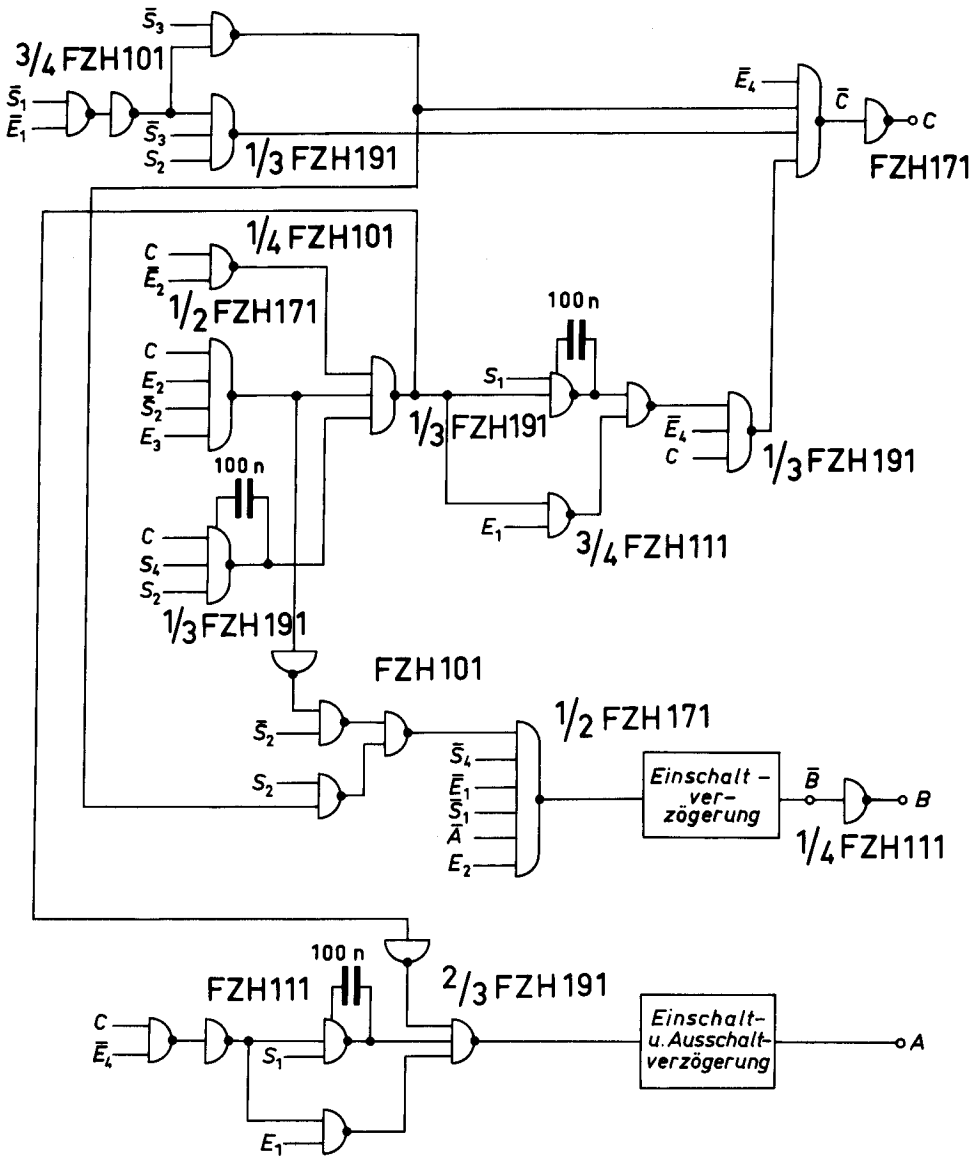 S̄₃
3/4 FZH101
S̄₁
Ē₁
S̄₃
S₂
1/3 FZH191
Ē₄
C̄
C
FZH171
1/4 FZH101
C
Ē₂
1/2 FZH171
C
E₂
S̄₂
E₃
100 n
S₁
1/3 FZH191
Ē₄
C
1/3 FZH191
100 n
C
S₄
S₂
E₁
3/4 FZH111
1/3 FZH191
FZH101
S̄₂
S₂
1/2 FZH171
S̄₄
Ē₁
S̄₁
Ā
E₂
Einschalt-
ver-
zögerung
B̄
B
1/4 FZH111
100 n
FZH111
2/3 FZH191
C
Ē₄
S₁
E₁
Einschalt-
u. Ausschalt-
verzögerung
A